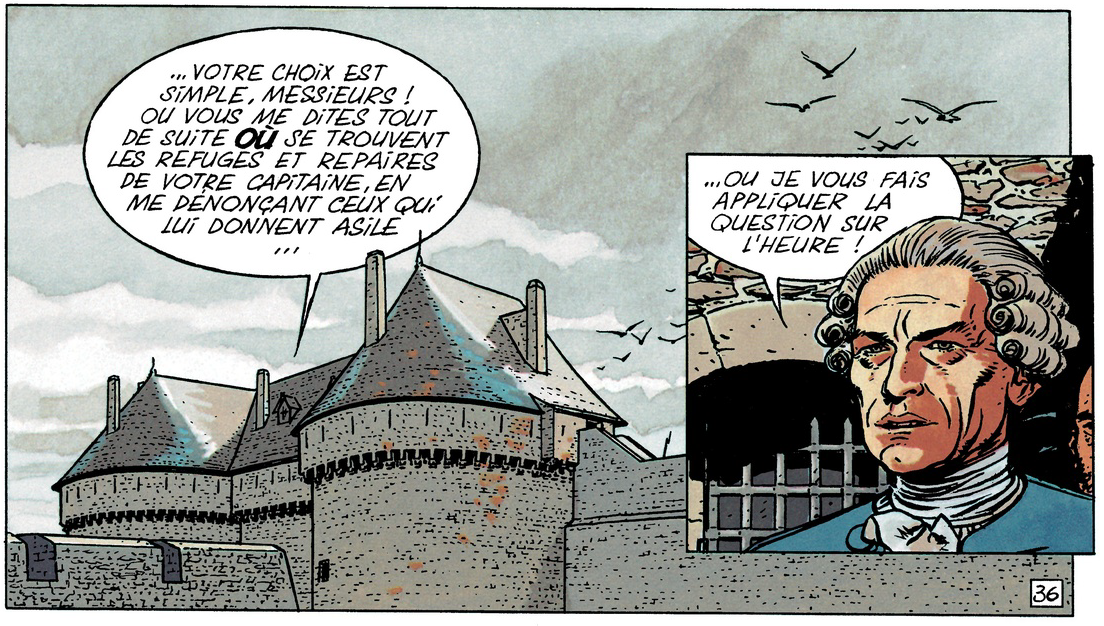 ...VOTRE CHOIX EST
SIMPLE, MESSIEURS !
OU VOUS ME DITES TOUT
DE SUITE OÙ SE TROUVENT
LES REFUGES ET REPAIRES
DE VOTRE CAPITAINE, EN
ME DÉNONÇANT CEUX QUI
LUI DONNENT ASILE
...
...OU JE VOUS FAIS
APPLIQUER LA
QUESTION SUR
L'HEURE !
36